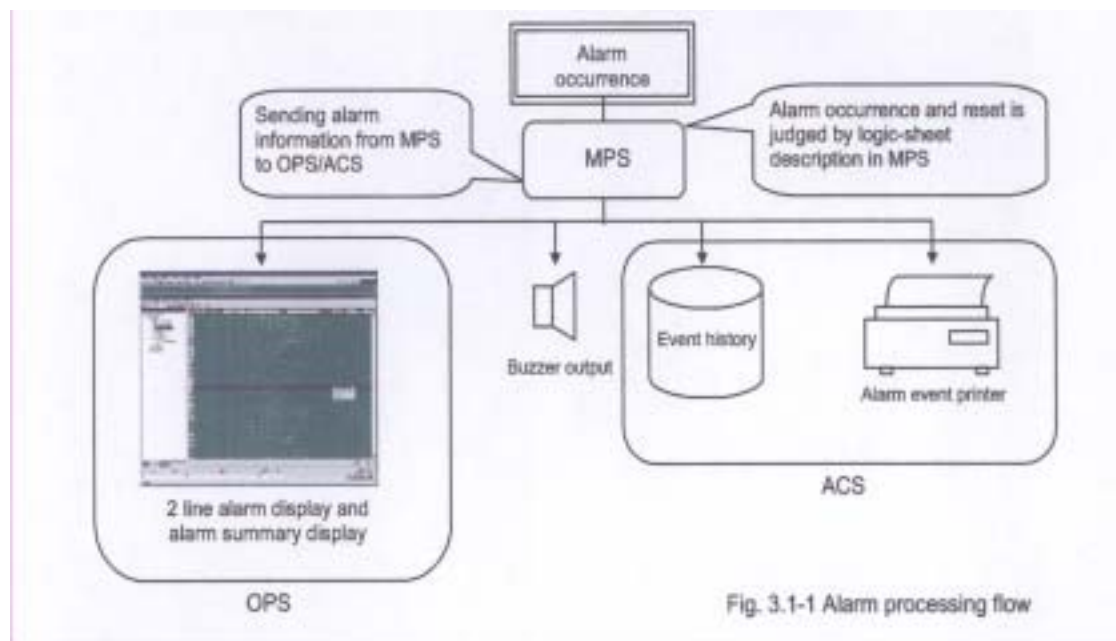 Alarm
occurrence
Sending alarm
information from MPS
to OPS/ACS
MPS
Alarm occurrence and reset is
judged by logic-sheet
description in MPS
Buzzer output
Event history
Alarm event printer
2 line alarm display and
alarm summary display
OPS
ACS
Fig. 3.1-1 Alarm processing flow